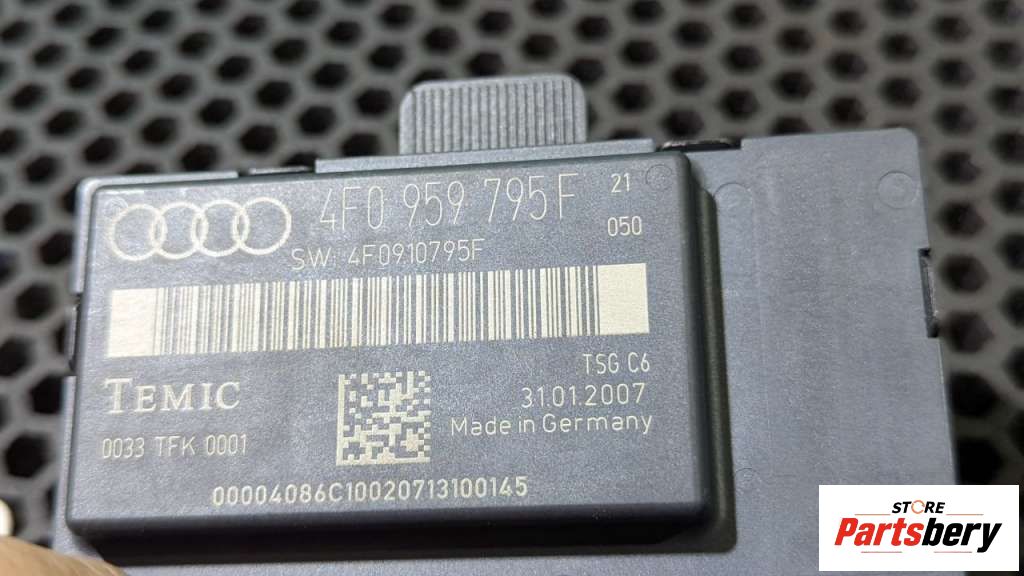 4F0 959 795F 21
050
SW: 4F0910795F
TEMIC
TSG C6
31.01.2007
Made in Germany
0033 TFK 0001
00004086C10020713100145
STORE
Partsbery